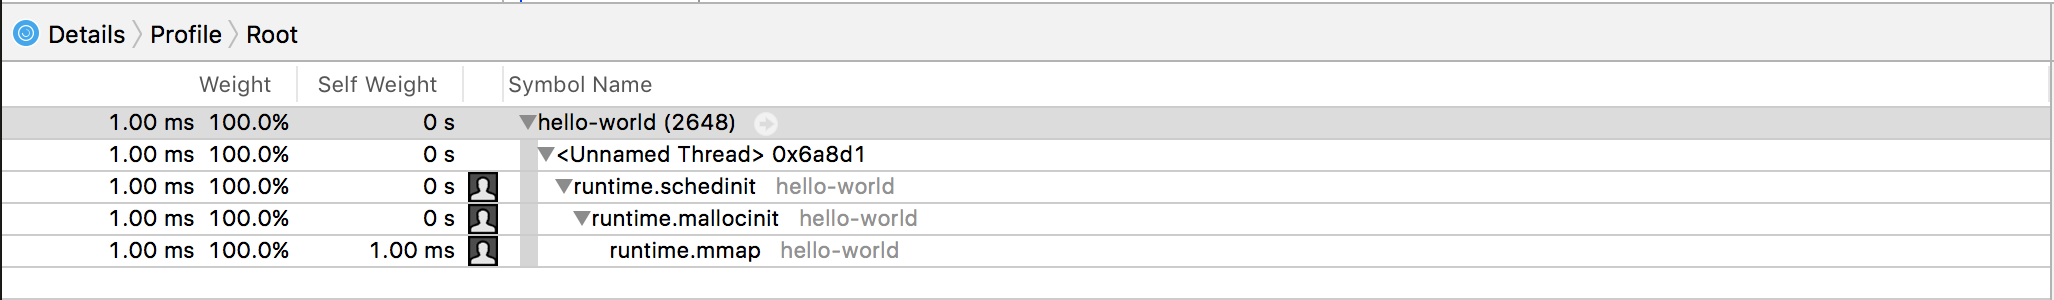 Details Profile Root
Weight Self Weight Symbol Name
1.00 ms 100.0% 0 s hello-world (2648)
1.00 ms 100.0% 0 s <Unnamed Thread> 0x6a8d1
1.00 ms 100.0% 0 s runtime.schedinit hello-world
1.00 ms 100.0% 0 s runtime.mallocinit hello-world
1.00 ms 100.0% 1.00 ms runtime.mmap hello-world